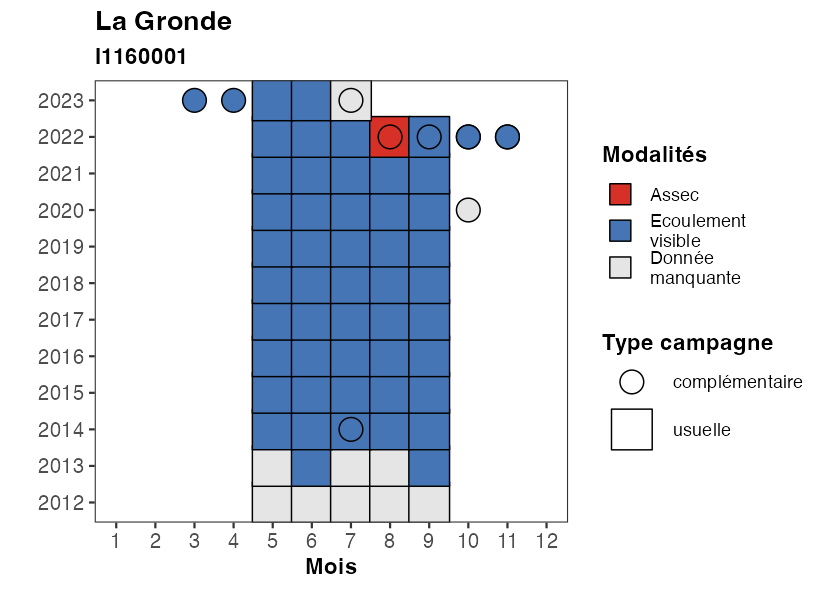 La Gronde
I1160001
2023
2022
2021
2020
2019
2018
2017
2016
2015
2014
2013
2012
1 2 3 4 5 6 7 8 9 10 11 12
Mois
Modalités
Assec
Ecoulement
visible
Donnée
manquante
Type campagne
complémentaire
usuelle